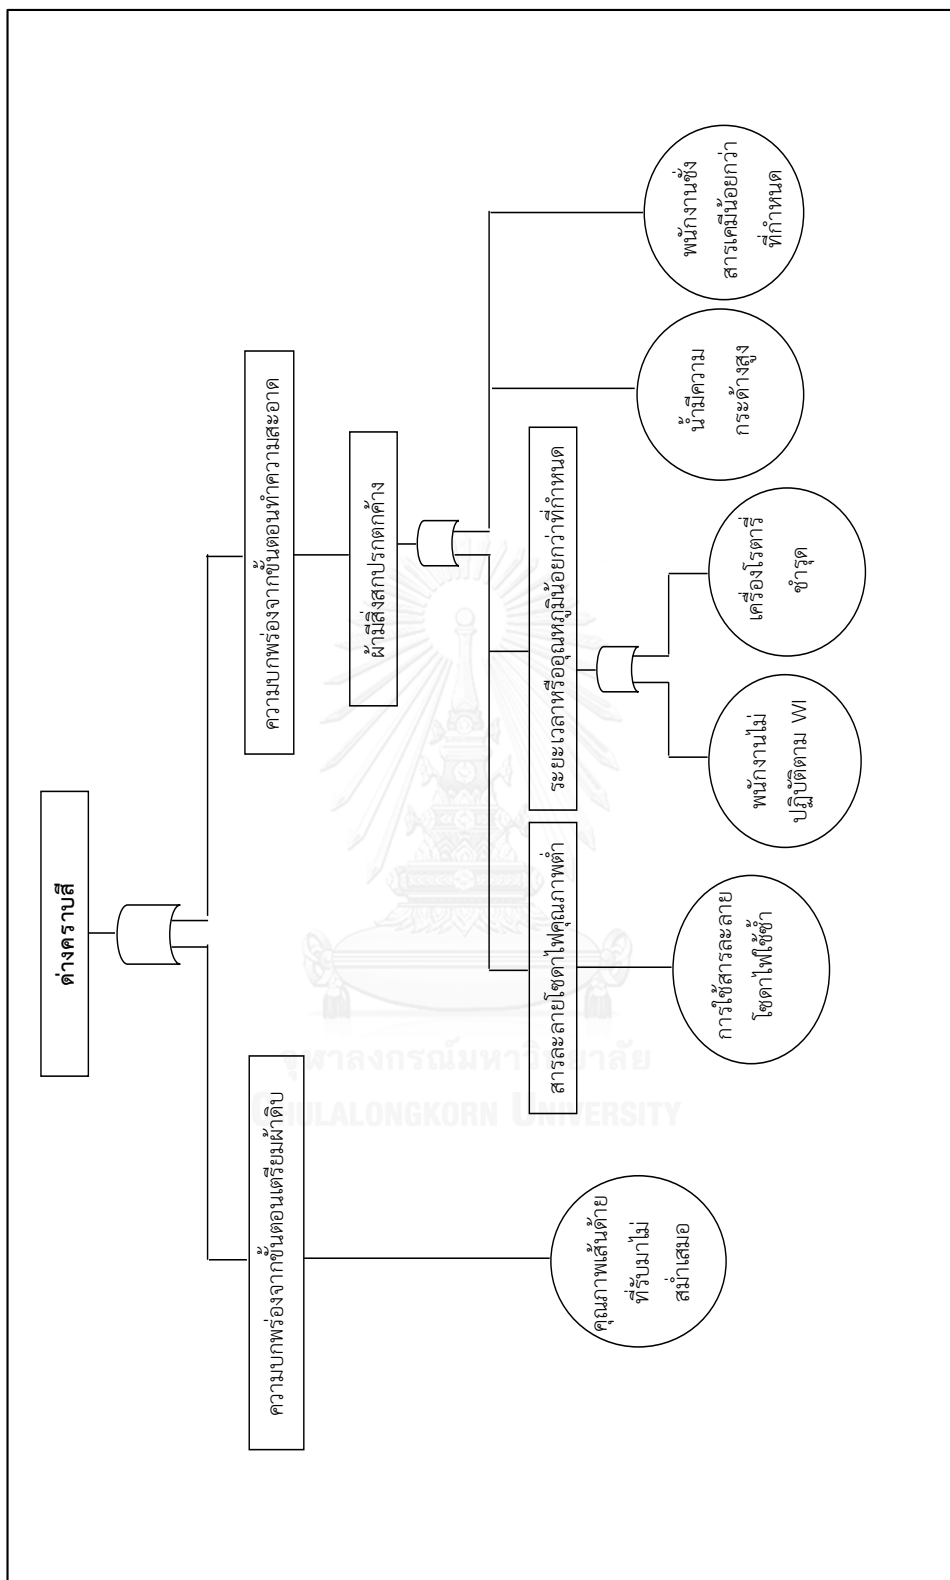 ด่างคราบสี
ความบกพร่องจากขั้นตอนเตรียมผ้าดิบ
ความบกพร่องจากขั้นตอนทำความสะอาด
ผ้ามีสิ่งสกปรกตกค้าง
สารละลายโซดาไฟคุณภาพต่ำ
ระยะเวลาหรืออุณหภูมิน้อยกว่าที่กำหนด
คุณภาพเส้นด้าย
ที่รับมาไม่
สม่ำเสมอ
การใช้สารละลาย
โซดาไฟใช้ซ้ำ
พนักงานไม่
ปฏิบัติตาม WI
เครื่องโรตารี่
ชำรุด
น้ำมีความ
กระด้างสูง
พนักงานชั่ง
สารเคมีน้อยกว่า
ที่กำหนด
จุฬาลงกรณ์มหาวิทยาลัย
CHULALONGKORN UNIVERSITY